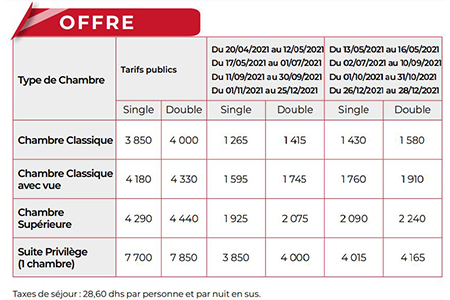 OFFRE
Type de Chambre
Tarifs publics
Du 20/04/2021 au 12/05/2021
Du 17/05/2021 au 01/07/2021
Du 11/09/2021 au 30/09/2021
Du 01/11/2021 au 25/12/2021
Du 13/05/2021 au 16/05/2021
Du 02/07/2021 au 10/09/2021
Du 01/10/2021 au 31/10/2021
Du 26/12/2021 au 28/12/2021
Single Double Single Double Single Double
Chambre Classique 3 850 4 000 1 265 1 415 1 430 1 580
Chambre Classique
avec vue 4 180 4 330 1 595 1 745 1 760 1 910
Chambre
Supérieure 4 290 4 440 1 925 2 075 2 090 2 240
Suite Privilège
(1 chambre) 7 700 7 850 3 850 4 000 4 015 4 165
Taxes de séjour : 28,60 dhs par personne et par nuit en sus.